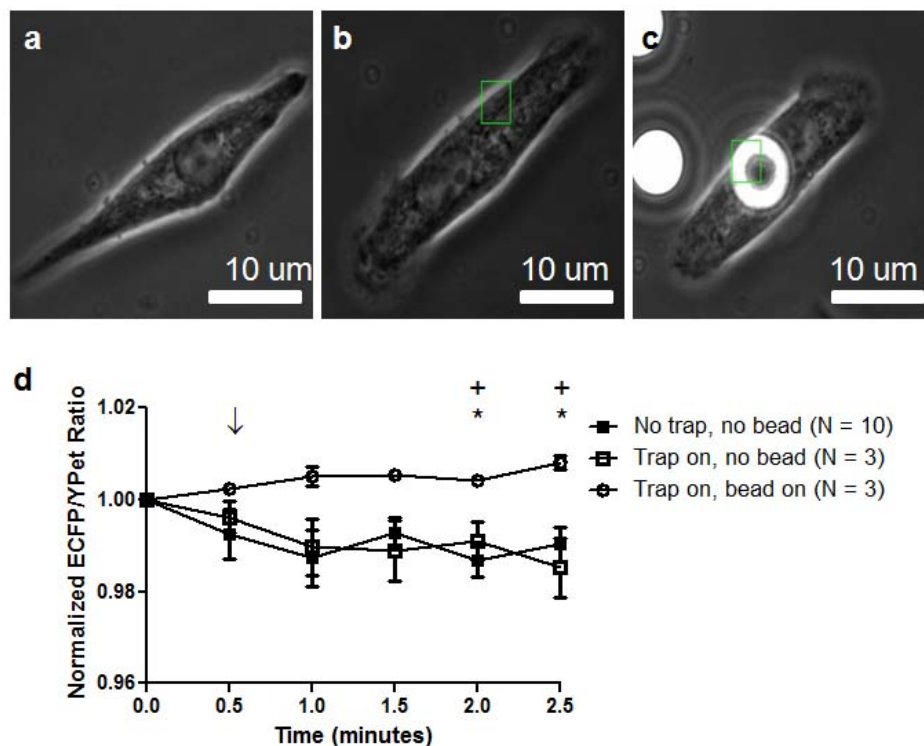 a
b
c
10 um
10 um
10 um
d
Normalized ECFP/YPet Ratio
1.02
1.00
0.98
0.96
↓
+ +
* *
0.0 0.5 1.0 1.5 2.0 2.5
Time (minutes)
No trap, no bead (N = 10)
Trap on, no bead (N = 3)
Trap on, bead on (N = 3)